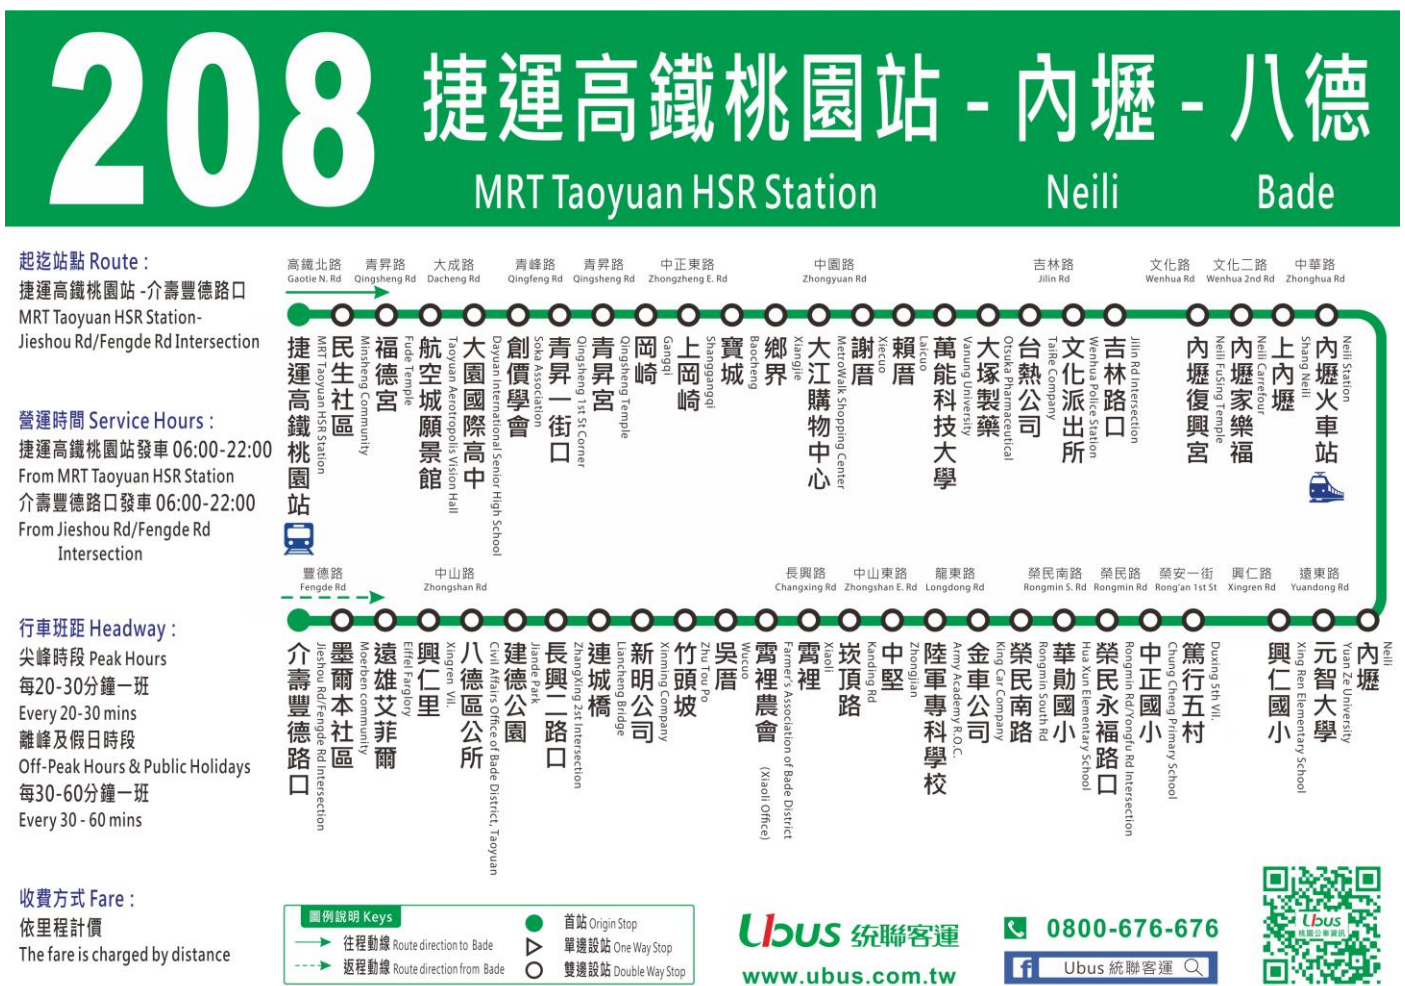 208
捷運高鐵桃園站 - 內壢 - 八德
MRT Taoyuan HSR Station Neili Bade
起迄站點 Route :
捷運高鐵桃園站 -介壽豐德路口
MRT Taoyuan HSR Station-
Jieshou Rd/Fengde Rd Intersection
營運時間 Service Hours :
捷運高鐵桃園站發車 06:00-22:00
From MRT Taoyuan HSR Station
介壽豐德路口發車 06:00-22:00
From Jieshou Rd/Fengde Rd
Intersection
行車班距 Headway :
尖峰時段 Peak Hours
每20-30分鐘一班
Every 20-30 mins
離峰及假日時段
Off-Peak Hours & Public Holidays
每30-60分鐘一班
Every 30 - 60 mins
收費方式 Fare :
依里程計價
The fare is charged by distance
高鐵北路 青昇路 大成路 青峰路 青昇路 中正東路 中園路 吉林路 文化路 文化二路 中華路
Gaotie N. Rd Qingsheng Rd Dacheng Rd Qingfeng Rd Qingsheng Rd Zhongzheng E. Rd Zhongyuan Rd Jilin Rd Wenhua Rd Wenhua 2nd Rd Zhonghua Rd
捷運高鐵桃園站
MRT Taoyuan HSR Station
民生社區
Minsheng Community
福德宮
Fude Temple
航空城願景館
Taoyuan Aerotropolis Vision Hall
大園國際高中
Dayuan International Senior High School
創價學會
Soka Association
青昇一街口
Qingsheng 1st St Corner
青昇宮
Qingsheng Temple
岡崎
Gangqi
上岡崎
Shanggangqi
寶城
Baocheng
鄉界
Xiangjie
大江購物中心
MetroWalk Shopping Center
謝厝
Xiecuo
賴厝
Laicuo
萬能科技大學
Vanung University
大塚製藥
Otsuka Pharmaceutical
台熱公司
TaiRe Company
文化派出所
Wenhua Police Station
吉林路口
Jilin Rd Intersection
內壢復興宮
Neili FuSing Temple
內壢家樂福
Neili Carrefour
上內壢
Shang Neili
內壢火車站
Neili Station
豐德路 中山路 長興路 中山東路 龍東路 榮民南路 榮民路 榮安一街 興仁路 遠東路
Fengde Rd Zhongshan Rd Changxing Rd Zhongshan E. Rd Longdong Rd Rongmin S. Rd Rongmin Rd Rong'an 1st St Xingren Rd Yuandong Rd
介壽豐德路口
Jieshou Rd/Fengde Rd Intersection
墨爾本社區
Moerben community
遠雄艾菲爾
Eiffel Farglory
興仁里
Xingren Vil.
八德區公所
Civil Affairs Office of Bade District, Taoyuan
建德公園
Jiande Park
長興二路口
ZhangXing 2st Intersection
連城橋
Liancheng Bridge
新明公司
Xinming Company
竹頭坡
Zhu Tou Po
吳厝
Wucuo
霄裡農會
(Xiaoli Office)
Farmer's Association of Bade District
霄裡
Xiaoli
崁頂路
Kanding Rd
中堅
Zhongjian
陸軍專科學校
Army Academy R.O.C.
金車公司
King Car Company
榮民南路
Rongmin South Rd
華勛國小
Hua Xun Elementary School
榮民永福路口
Rongmin Rd/Yongfu Rd Intersection
中正國小
Chung Cheng Primary School
篤行五村
Duxing 5th Vil.
興仁國小
Xing Ren Elementary School
元智大學
Yuan Ze University
內壢
Neili
圖例說明 Keys
往程動線 Route direction to Bade
返程動線 Route direction from Bade
首站 Origin Stop
單邊設站 One Way Stop
雙邊設站 Double Way Stop
Ubus 統聯客運
www.ubus.com.tw
0800-676-676
f Ubus 統聯客運
Ubus
桃園公車資訊